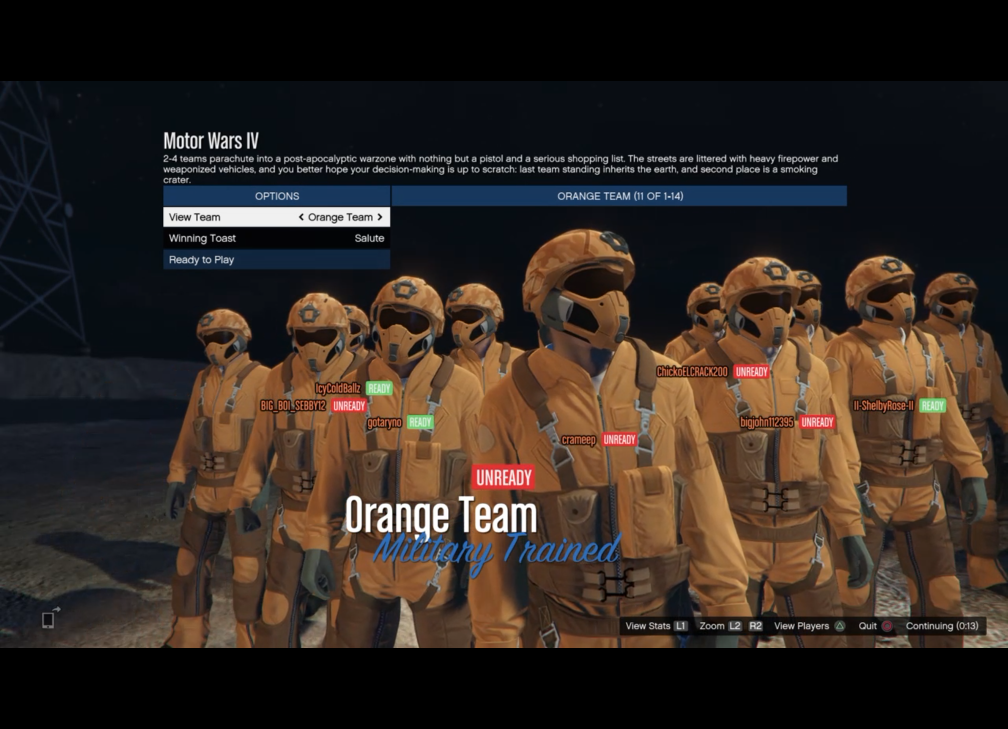 Motor Wars IV
2-4 teams parachute into a post-apocalyptic warzone with nothing but a pistol and a serious shopping list. The streets are littered with heavy firepower and
weaponized vehicles, and you better hope your decision-making is up to scratch: last team standing inherits the earth, and second place is a smoking
crater.
OPTIONS ORANGE TEAM (11 OF 1-14)
View Team Orange Team
Winning Toast Salute
Ready to Play
ChickoELCRACK200 UNREADY
IcyColdBallz READY
BIG_BOI_SEBBY12 UNREADY
II-ShelbyRose-II READY
gotaryno READY
bigjohn112395 UNREADY
crameep UNREADY
UNREADY
Orange Team
Military Trained
View Stats L1 Zoom L2 R2 View Players Quit Continuing (0:13)